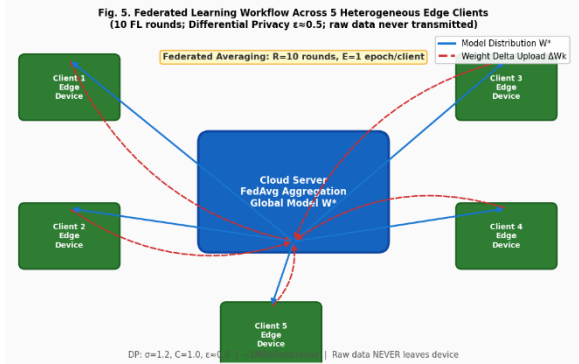 Fig. 5. Federated Learning Workflow Across 5 Heterogeneous Edge Clients
(10 FL rounds; Differential Privacy ε≈0.5; raw data never transmitted)
Federated Averaging: R=10 rounds, E=1 epoch/client
Model Distribution W*
Weight Delta Upload ΔWk
Client 1
Edge
Device
Client 3
Edge
Device
Cloud Server
FedAvg Aggregation
Global Model W*
Client 2
Edge
Device
Client 4
Edge
Device
Client 5
Edge
Device
DP: σ=1.2, C=1.0, | Raw data NEVER leaves device